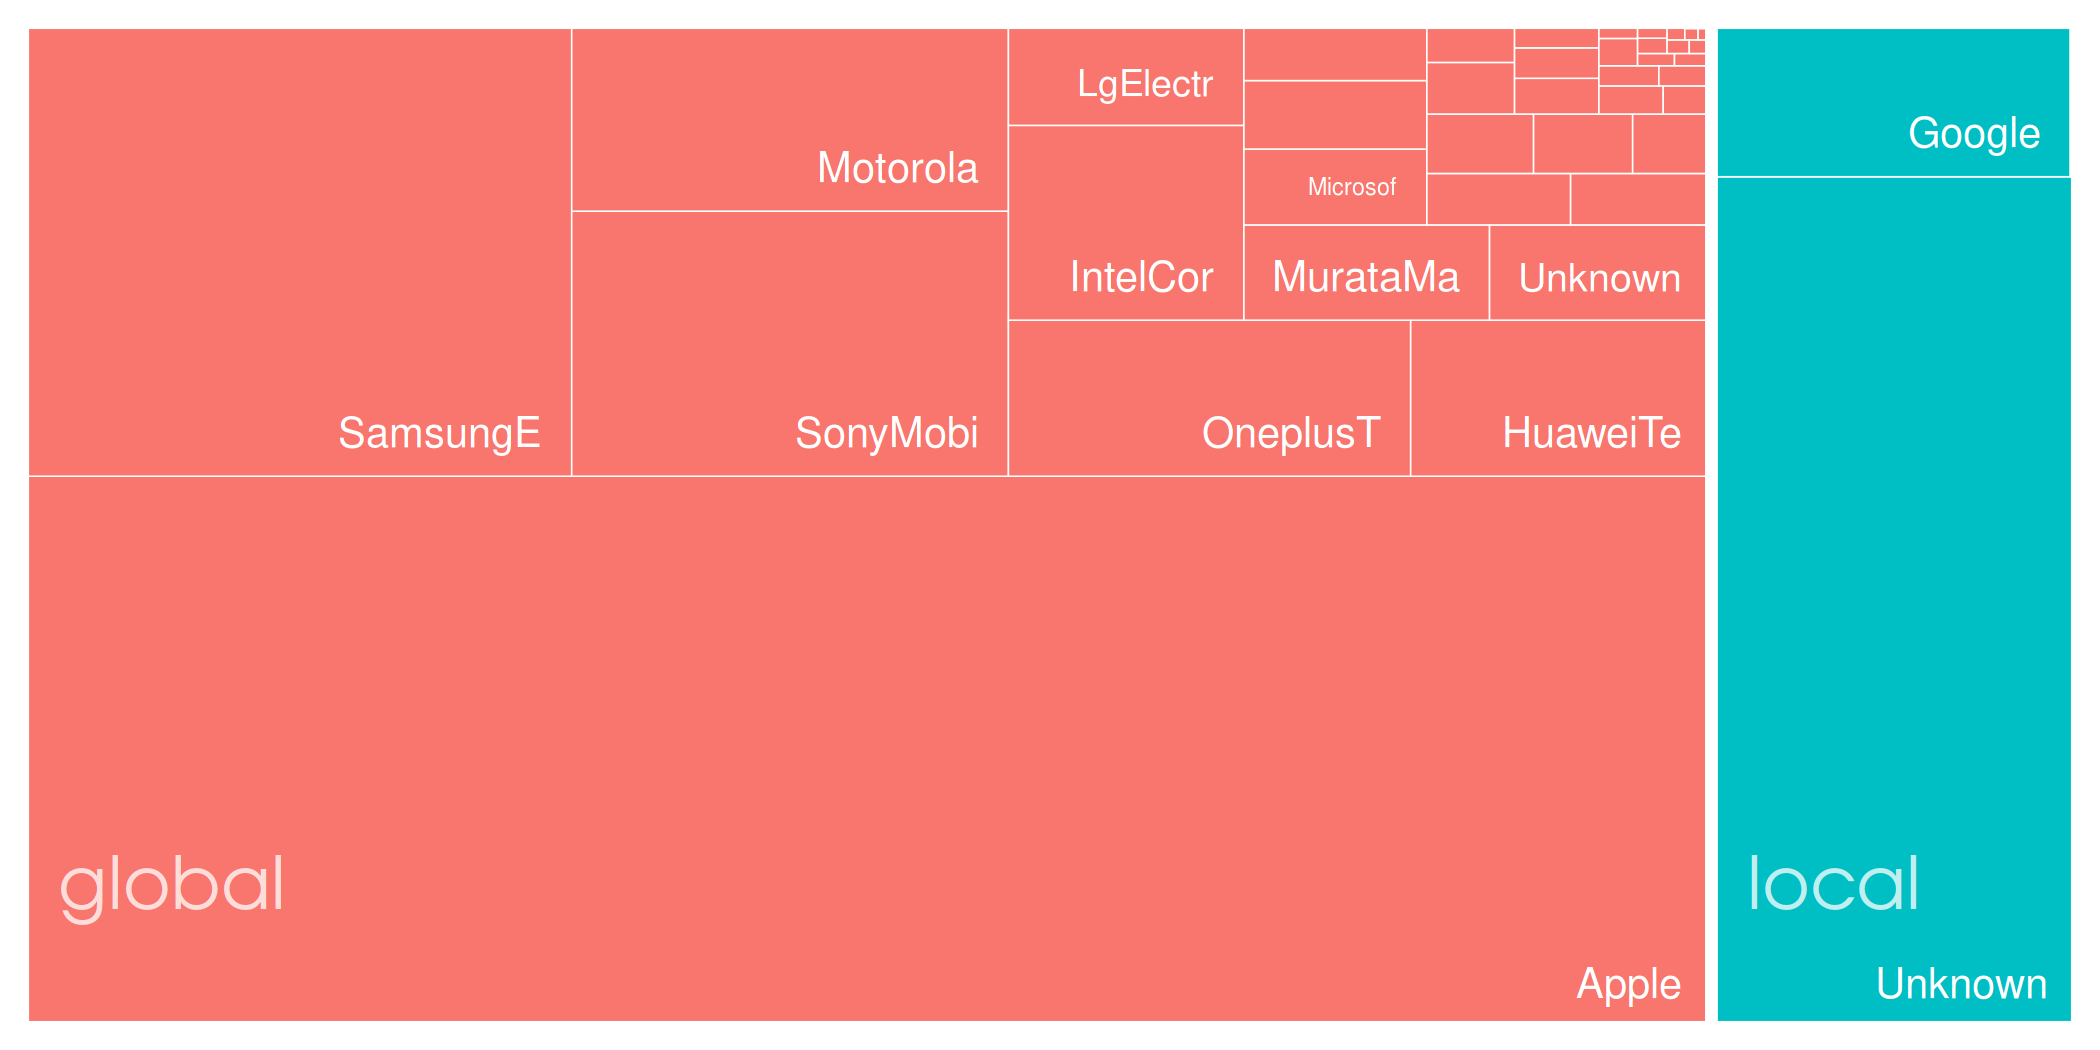 LgElectr
Google
Motorola
Microsof
IntelCor
MurataMa
Unknown
SamsungE
SonyMobi
OneplusT
HuaweiTe
global
local
Apple
Unknown